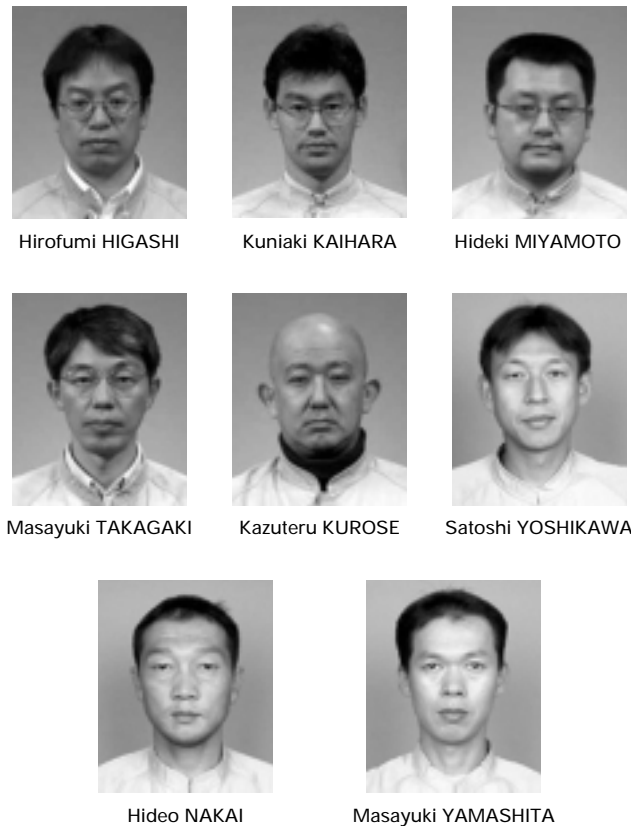 Hirofumi HIGASHI
Kuniaki KAIHARA
Hideki MIYAMOTO
Masayuki TAKAGAKI
Kazuteru KUROSE
Satoshi YOSHIKAWA
Hideo NAKAI
Masayuki YAMASHITA